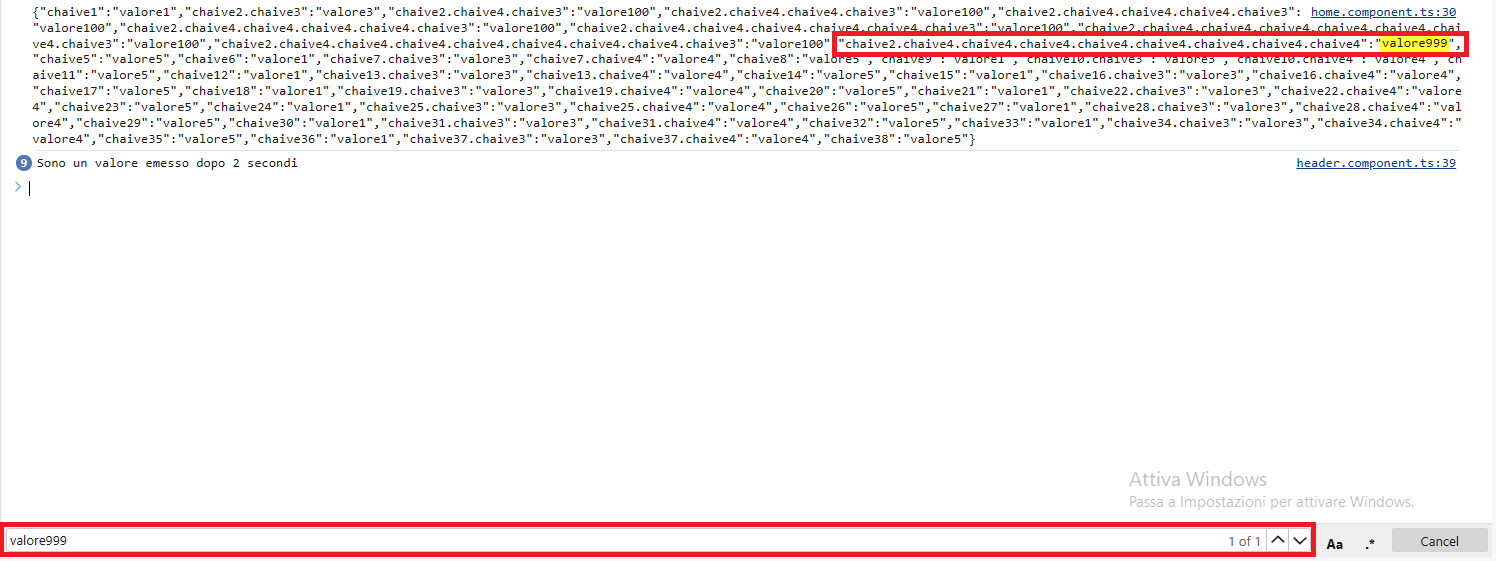 {"chaive1":"valore1","chaive2.chaive3":"valore3","chaive2.chaive4.chaive3":"valore100","chaive2.chaive4.chaive4.chaive3":"valore100","chaive2.chaive4.chaive4.chaive4.chaive3": home.component.ts:30
"valore100","chaive2.chaive4.chaive4.chaive4.chaive4.chaive3":"valore100","chaive2.chaive4.chaive4.chaive4.chaive4.chaive4.chaive3":"valore100","chaive2.chaive4.chaive4.chaive4.chaive4.chaive4.chai
ve4.chaive3":"valore100","chaive2.chaive4.chaive4.chaive4.chaive4.chaive4.chaive4.chaive4.chaive3":"valore100" "chaive2.chaive4.chaive4.chaive4.chaive4.chaive4.chaive4.chaive4.chaive4":"valore999",
"chaive5":"valore5","chaive6":"valore1","chaive7.chaive3":"valore3","chaive7.chaive4":"valore4","chaive8":"valore5","chaive9":"valore1","chaive10.chaive3":"valore3","chaive10.chaive4":"valore4","ch
aive11":"valore5","chaive12":"valore1","chaive13.chaive3":"valore3","chaive13.chaive4":"valore4","chaive14":"valore5","chaive15":"valore1","chaive16.chaive3":"valore3","chaive16.chaive4":"valore4",
"chaive17":"valore5","chaive18":"valore1","chaive19.chaive3":"valore3","chaive19.chaive4":"valore4","chaive20":"valore5","chaive21":"valore1","chaive22.chaive3":"valore3","chaive22.chaive4":"valore
4","chaive23":"valore5","chaive24":"valore1","chaive25.chaive3":"valore3","chaive25.chaive4":"valore4","chaive26":"valore5","chaive27":"valore1","chaive28.chaive3":"valore3","chaive28.chaive4":"val
ore4","chaive29":"valore5","chaive30":"valore1","chaive31.chaive3":"valore3","chaive31.chaive4":"valore4","chaive32":"valore5","chaive33":"valore1","chaive34.chaive3":"valore3","chaive34.chaive4":"
valore4","chaive35":"valore5","chaive36":"valore1","chaive37.chaive3":"valore3","chaive37.chaive4":"valore4","chaive38":"valore5"}
9 Sono un valore emesso dopo 2 secondi header.component.ts:39
>
Attiva Windows
Passa a Impostazioni per attivare Windows.
valore999 1 of 1 Aa .* Cancel